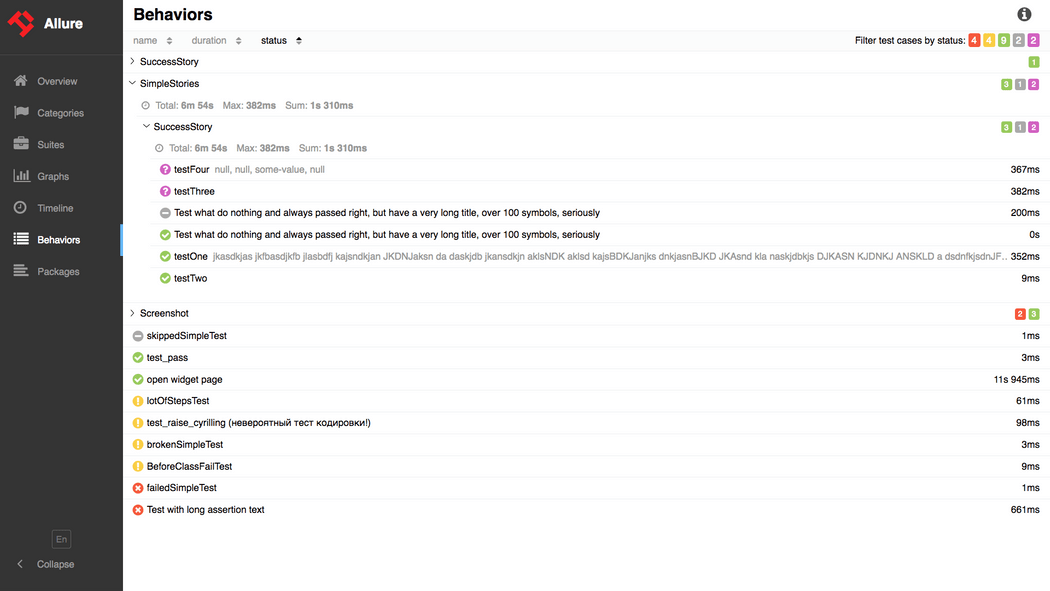 Allure
Behaviors
name duration status Filter test cases by status: 4 4 9 2 2
Overview
Categories
Suites
Graphs
Timeline
Behaviors
Packages
En
Collapse
SuccessStory 1
SimpleStories 3 1 2
Total: 6m 54s Max: 382ms Sum: 1s 310ms
SuccessStory 3 1 2
Total: 6m 54s Max: 382ms Sum: 1s 310ms
testFour null, null, some-value, null 367ms
testThree 382ms
Test what do nothing and always passed right, but have a very long title, over 100 symbols, seriously 200ms
Test what do nothing and always passed right, but have a very long title, over 100 symbols, seriously 0s
testOne jkasdkjas jkfbasdjkfb jlasbdfj kajsndkjan JKDNJaksn da daskjdb jkansdkjn aklsNDK aklsd kajsBDKJanjks dnkjasnBJKD JKAsnd kla naskjdbkjs DJKASN KJDNKJ ANSKLD a dsdnfkjsdnJF... 352ms
testTwo 9ms
Screenshot 2 3
skippedSimpleTest 1ms
test_pass 3ms
open widget page 11s 945ms
lotOfStepsTest 61ms
test_raise_cyrilling (невероятный тест кодировки!) 98ms
brokenSimpleTest 3ms
BeforeClassFailTest 9ms
failedSimpleTest 1ms
Test with long assertion text 661ms